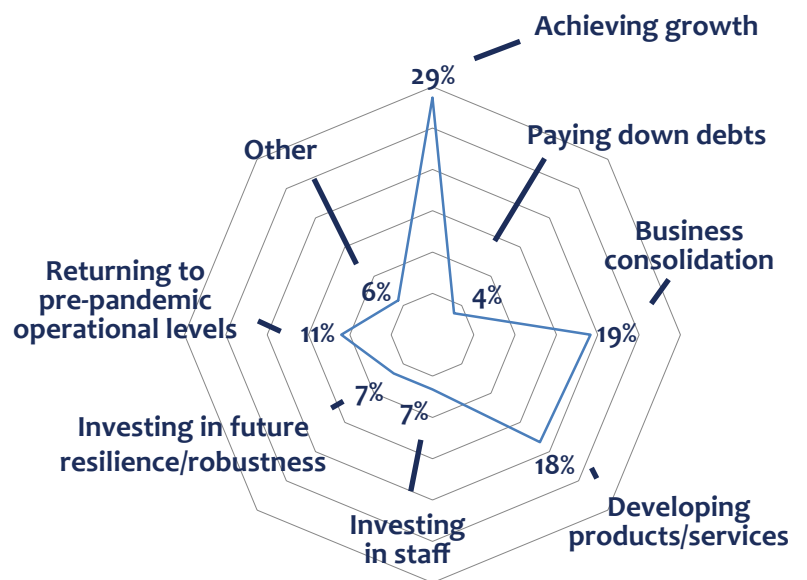 Achieving growth
29%
Paying down debts
4%
Business
consolidation
19%
Developing
products/services
18%
Investing
in staff
7%
Investing in future
resilience/robustness
7%
Returning to
pre-pandemic
operational levels
11%
Other
6%